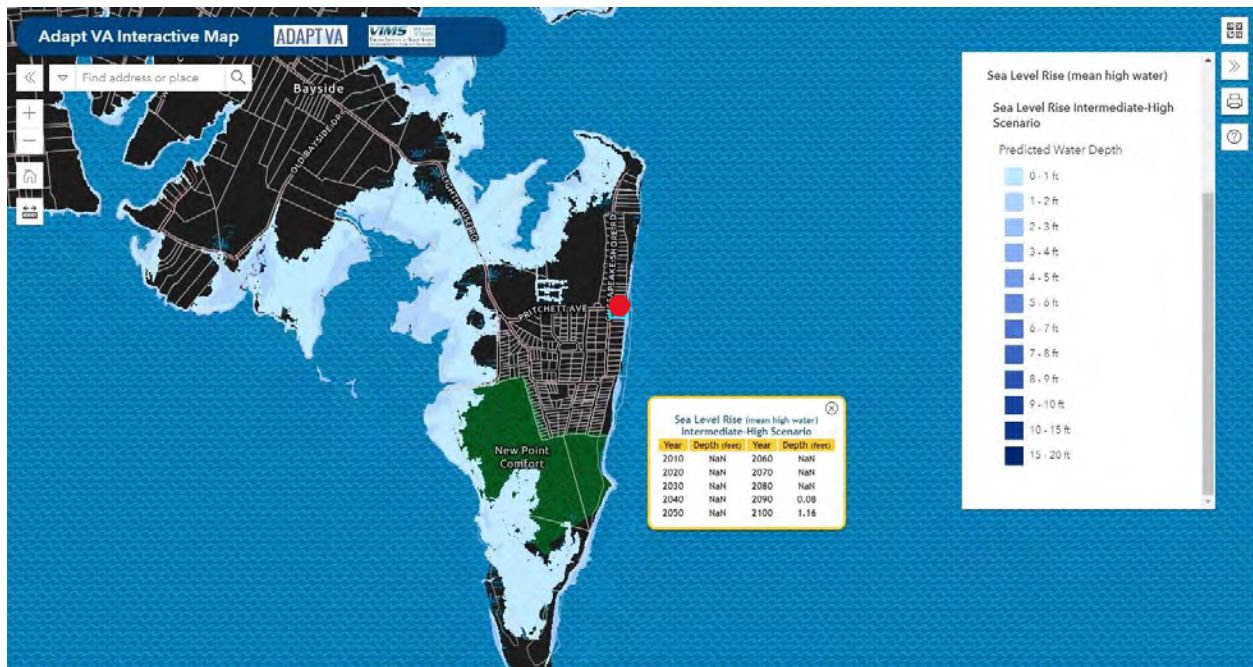 Adapt VA Interactive Map
ADAPTVA
VIMS
Find address or place
Bayside
OLD BAYSIDE DR
LIGHTHOUSE RD
CHESAPEAKE SHORE RD
PRITCHETT AVE
New Point
Comfort
Sea Level Rise (mean high water)
Intermediate-High Scenario
Year Depth (feet) Year Depth (feet)
2010 NaN 2060 NaN
2020 NaN 2070 NaN
2030 NaN 2080 NaN
2040 NaN 2090 0.08
2050 NaN 2100 1.16
Sea Level Rise (mean high water)
Sea Level Rise Intermediate-High
Scenario
Predicted Water Depth
0 - 1 ft
1 - 2 ft
2 - 3 ft
3 - 4 ft
4 - 5 ft
5 - 6 ft
6 - 7 ft
7 - 8 ft
8 - 9 ft
9 - 10 ft
10 - 15 ft
15 - 20 ft